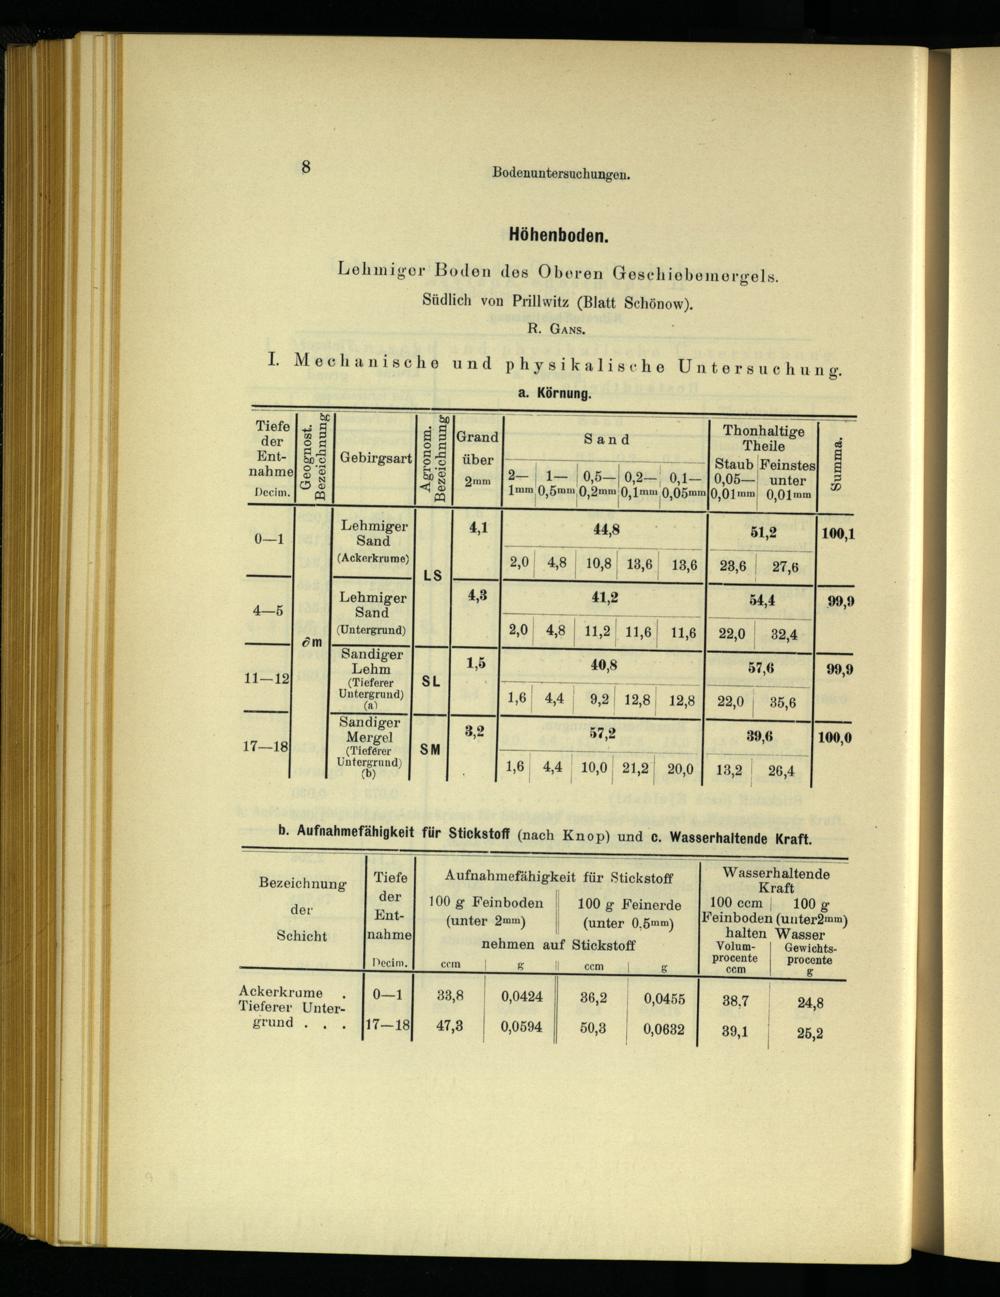 8
Bodenuntersuchungen.
Höhenboden.
Lehmiger Boden des Oberen Geschiebemergels.
Südlich von Prillwitz (Blatt Schönow).
R. GANS.
I. Mechanische und physikalische Untersuchung.
a. Körnung.
Tiefe der Ent- nahme Decim. | Geognost. Bezeichnung | Gebirgsart | Agronom. Bezeichnung | Grand über 2mm | Sand | Thonhaltige Theile | Summa.
2— 1mm | 1— 0,5mm | 0,5— 0,2mm | 0,2— 0,1mm | 0,1— 0,05mm | Staub 0,05— 0,01mm | Feinstes unter 0,01mm
0—1 | ∂m | Lehmiger Sand (Ackerkrume) | LS | 4,1 | 44,8 | 51,2 | 100,1
2,0 | 4,8 | 10,8 | 13,6 | 13,6 | 23,6 | 27,6
4—5 | Lehmiger Sand (Untergrund) | 4,3 | 41,2 | 54,4 | 99,9
2,0 | 4,8 | 11,2 | 11,6 | 11,6 | 22,0 | 32,4
11—12 | Sandiger Lehm (Tieferer Untergrund) (a) | SL | 1,5 | 40,8 | 57,6 | 99,9
1,6 | 4,4 | 9,2 | 12,8 | 12,8 | 22,0 | 35,6
17—18 | Sandiger Mergel (Tieferer Untergrund) (b) | SM | 3,2 | 57,2 | 39,6 | 100,0
1,6 | 4,4 | 10,0 | 21,2 | 20,0 | 13,2 | 26,4
b. Aufnahmefähigkeit für Stickstoff (nach Knop) und c. Wasserhaltende Kraft.
Bezeichnung der Schicht | Tiefe der Ent- nahme Decim. | Aufnahmefähigkeit für Stickstoff | Wasserhaltende Kraft
100 g Feinboden (unter 2mm) | 100 g Feinerde (unter 0,5mm) | 100 ccm | 100 g
nehmen auf Stickstoff | Feinboden (unter 2mm) halten Wasser
ccm | g | ccm | g | Volum- procente ccm | Gewichts- procente g
Ackerkrume . | 0—1 | 33,8 | 0,0424 | 36,2 | 0,0455 | 38,7 | 24,8
Tieferer Unter-
grund . . . | 17—18 | 47,3 | 0,0594 | 50,3 | 0,0632 | 39,1 | 25,2